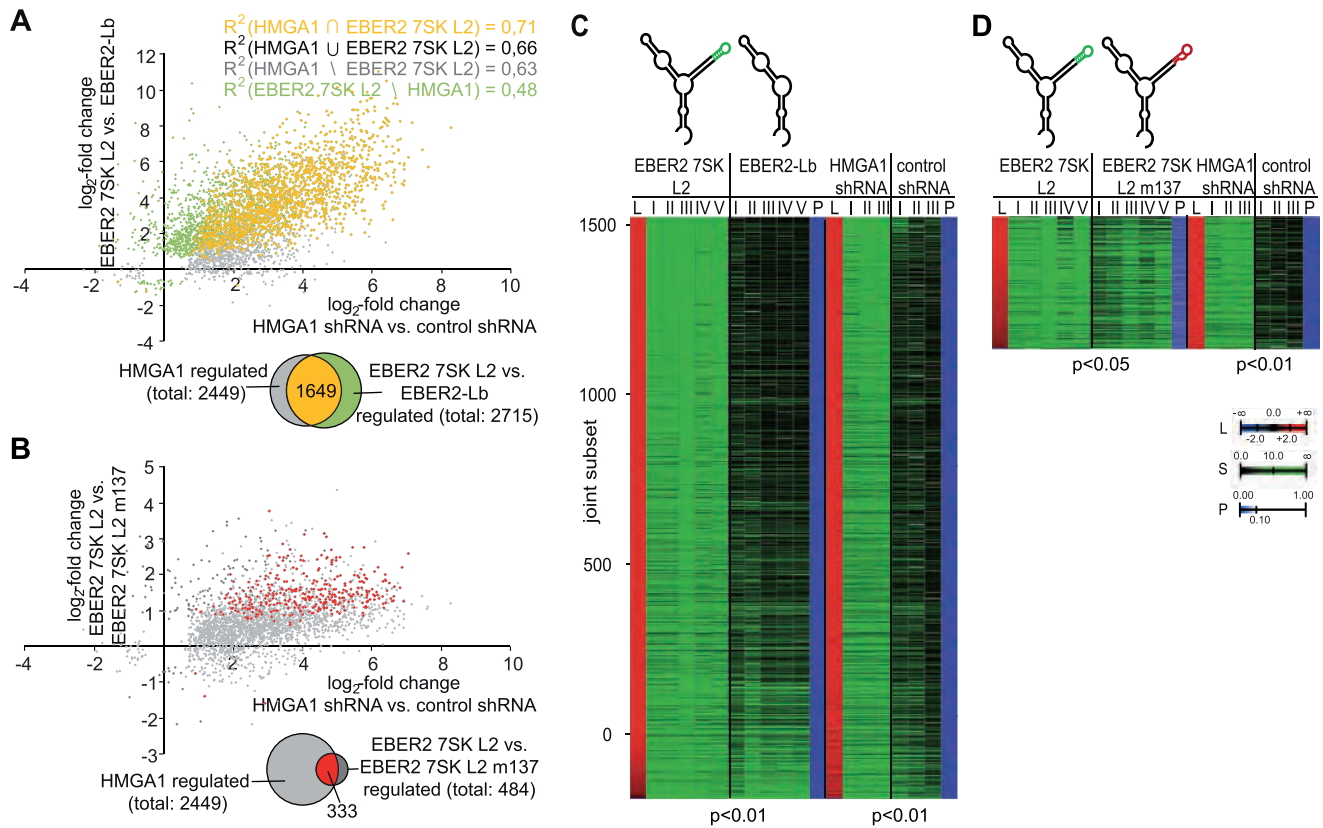 A
R2 (HMGA1 ∩ EBER2 7SK L2) = 0,71
R2 (HMGA1 ∪ EBER2 7SK L2) = 0,66
R2 (HMGA1 \ EBER2 7SK L2) = 0,63
R2 (EBER2 7SK L2 \ HMGA1) = 0,48
log2-fold change
EBER2 7SK L2 vs. EBER2-Lb
12
10
8
6
4
2
0
-2
-4
-4 -2 0 2 4 6 8 10
log2-fold change
HMGA1 shRNA vs. control shRNA
HMGA1 regulated
(total: 2449)
1649
EBER2 7SK L2 vs.
EBER2-Lb
regulated (total: 2715)
B
log2-fold change
EBER2 7SK L2 vs.
EBER2 7SK L2 m137
5
4
3
2
1
0
-1
-2
-3
-4 -2 0 2 4 6 8 10
log2-fold change
HMGA1 shRNA vs. control shRNA
HMGA1 regulated
(total: 2449)
333
EBER2 7SK L2 vs.
EBER2 7SK L2 m137
regulated (total: 484)
C
EBER2 7SK
L2
EBER2-Lb
HMGA1
shRNA
control
shRNA
L I II III IV V I II III IV V P L I II III I II III P
joint subset
1500
1000
500
0
p<0.01
p<0.01
D
EBER2 7SK
L2
EBER2 7SK
L2 m137
HMGA1
shRNA
control
shRNA
L I II III IV V I II III IV V P L I II III I II III P
p<0.05
p<0.01
-∞ 0.0 +∞
L
-2.0 +2.0
0.0 10.0 ∞
S
0.00 1.00
P
0.10